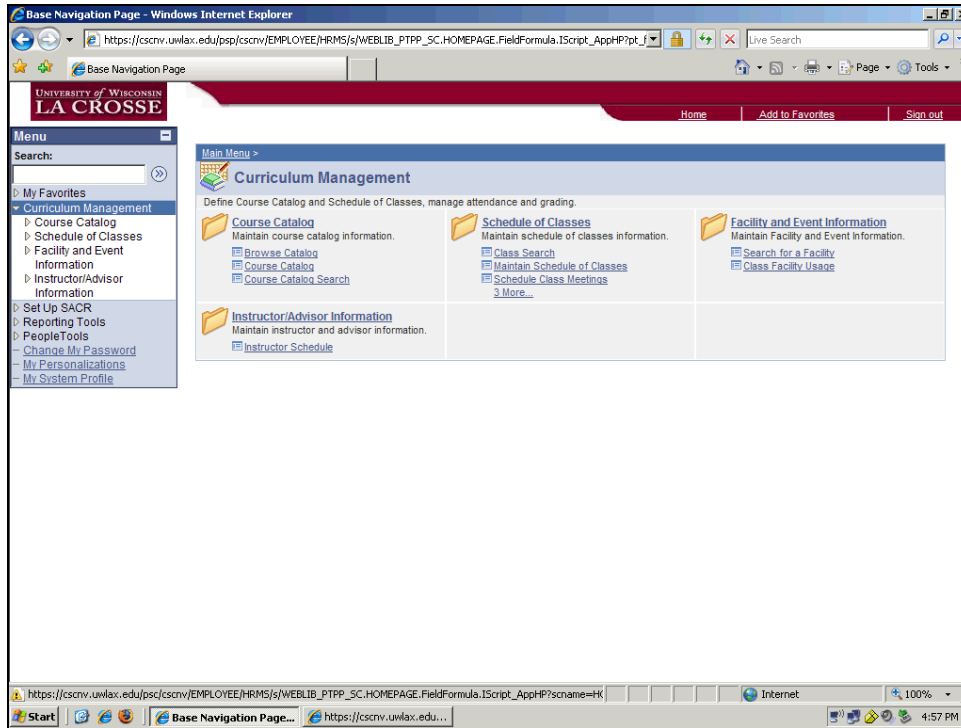 Base Navigation Page - Windows Internet Explorer
https://cscnv.uwlax.edu/psp/cscnv/EMPLOYEE/HRMS/s/WEBLIB_PTPP_SC.HOMEPAGE.FieldFormula.IScript_AppHP?pt_f
Live Search
Base Navigation Page
Page
Tools
UNIVERSITY of WISCONSIN
LA CROSSE
Home
Add to Favorites
Sign out
Menu
Search:
My Favorites
Curriculum Management
Course Catalog
Schedule of Classes
Facility and Event
Information
Instructor/Advisor
Information
Set Up SACR
Reporting Tools
PeopleTools
Change My Password
My Personalizations
My System Profile
Main Menu >
Curriculum Management
Define Course Catalog and Schedule of Classes, manage attendance and grading.
Course Catalog
Maintain course catalog information.
Browse Catalog
Course Catalog
Course Catalog Search
Schedule of Classes
Maintain schedule of classes information.
Class Search
Maintain Schedule of Classes
Schedule Class Meetings
3 More...
Facility and Event Information
Maintain Facility and Event Information.
Search for a Facility
Class Facility Usage
Instructor/Advisor Information
Maintain instructor and advisor information.
Instructor Schedule
https://cscnv.uwlax.edu/psc/cscnv/EMPLOYEE/HRMS/s/WEBLIB_PTPP_SC.HOMEPAGE.FieldFormula.IScript_AppHP?scname=H
Internet
100%
Start
Base Navigation Page...
https://cscnv.uwlax.edu...
4:57 PM